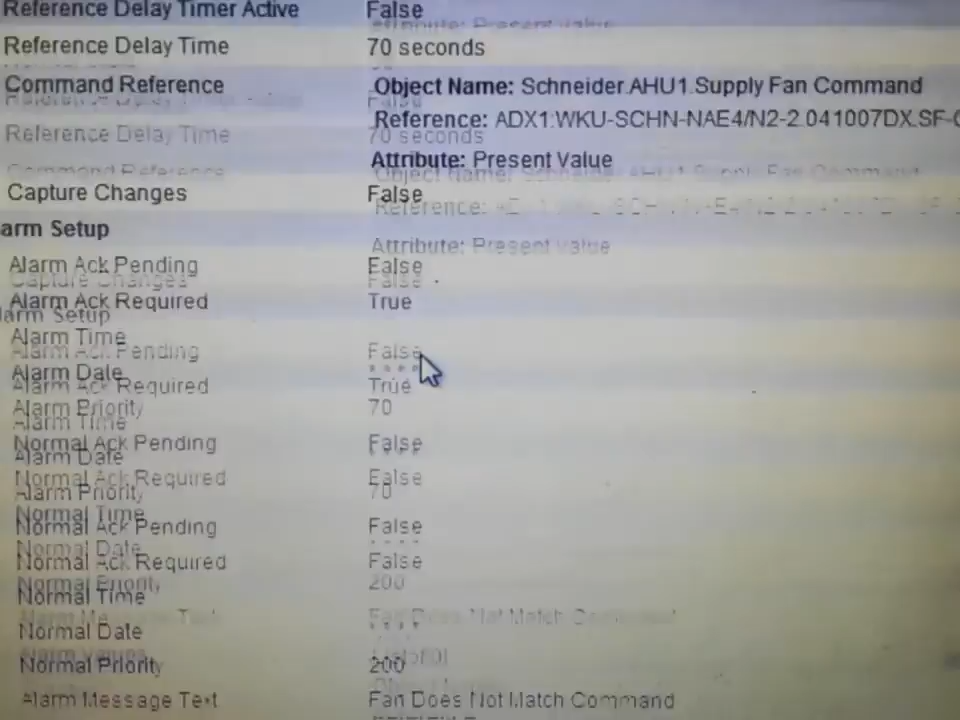 Reference Delay Timer Active False
Reference Delay Time 70 seconds
Command Reference Object Name: Schneider.AHU1.Supply Fan Command
Reference: ADX1:WKU-SCHN-NAE4/N2-2.041007DX.SF-
Attribute: Present Value
Capture Changes False
arm Setup
Alarm Ack Pending False
Alarm Ack Required True
Alarm Time
Alarm Date
Alarm Priority 70
Normal Ack Pending False
Normal Ack Required False
Normal Time
Normal Date
Normal Priority 200
Alarm Message Text Fan Does Not Match Command